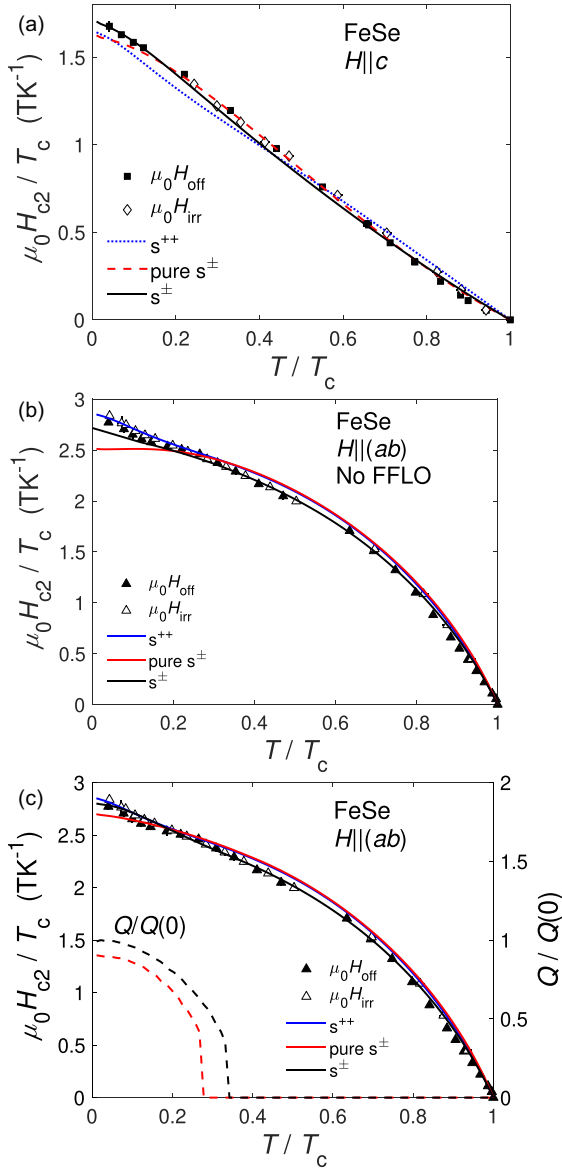 (a)
FeSe
H||c
μ0Hc2 / Tc (TK-1)
1.5
1
0.5
0
μ0Hoff
μ0Hirr
s++
pure s±
s±
0 0.2 0.4 0.6 0.8 1
T / Tc
(b)
FeSe
H||(ab)
No FFLO
μ0Hc2 / Tc (TK-1)
3
2.5
2
1.5
1
0.5
0
μ0Hoff
μ0Hirr
s++
pure s±
s±
0 0.2 0.4 0.6 0.8 1
T / Tc
(c)
FeSe
H||(ab)
μ0Hc2 / Tc (TK-1)
3
2.5
2
1.5
1
0.5
0
Q/Q(0)
μ0Hoff
μ0Hirr
s++
pure s±
s±
2
1.5
1
0.5
0
Q / Q(0)
0 0.2 0.4 0.6 0.8 1
T / Tc